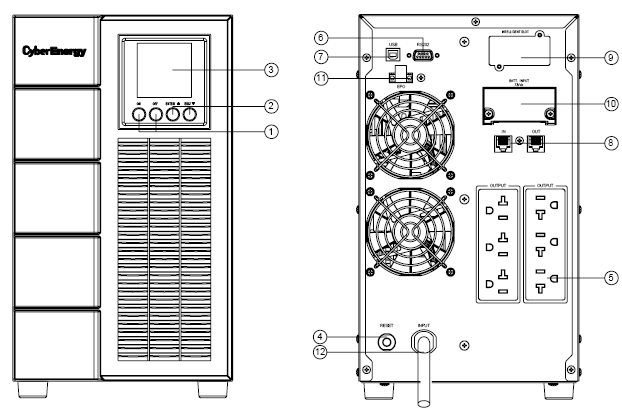 CyberEnergy
ON OFF ENTER ESC
3
2
1
6
7
11
USB
RS232
EPO
INTELLIGENT SLOT
9
BATT. INPUT
10
IN
OUT
8
OUTPUT
OUTPUT
5
RESET
INPUT
4
12